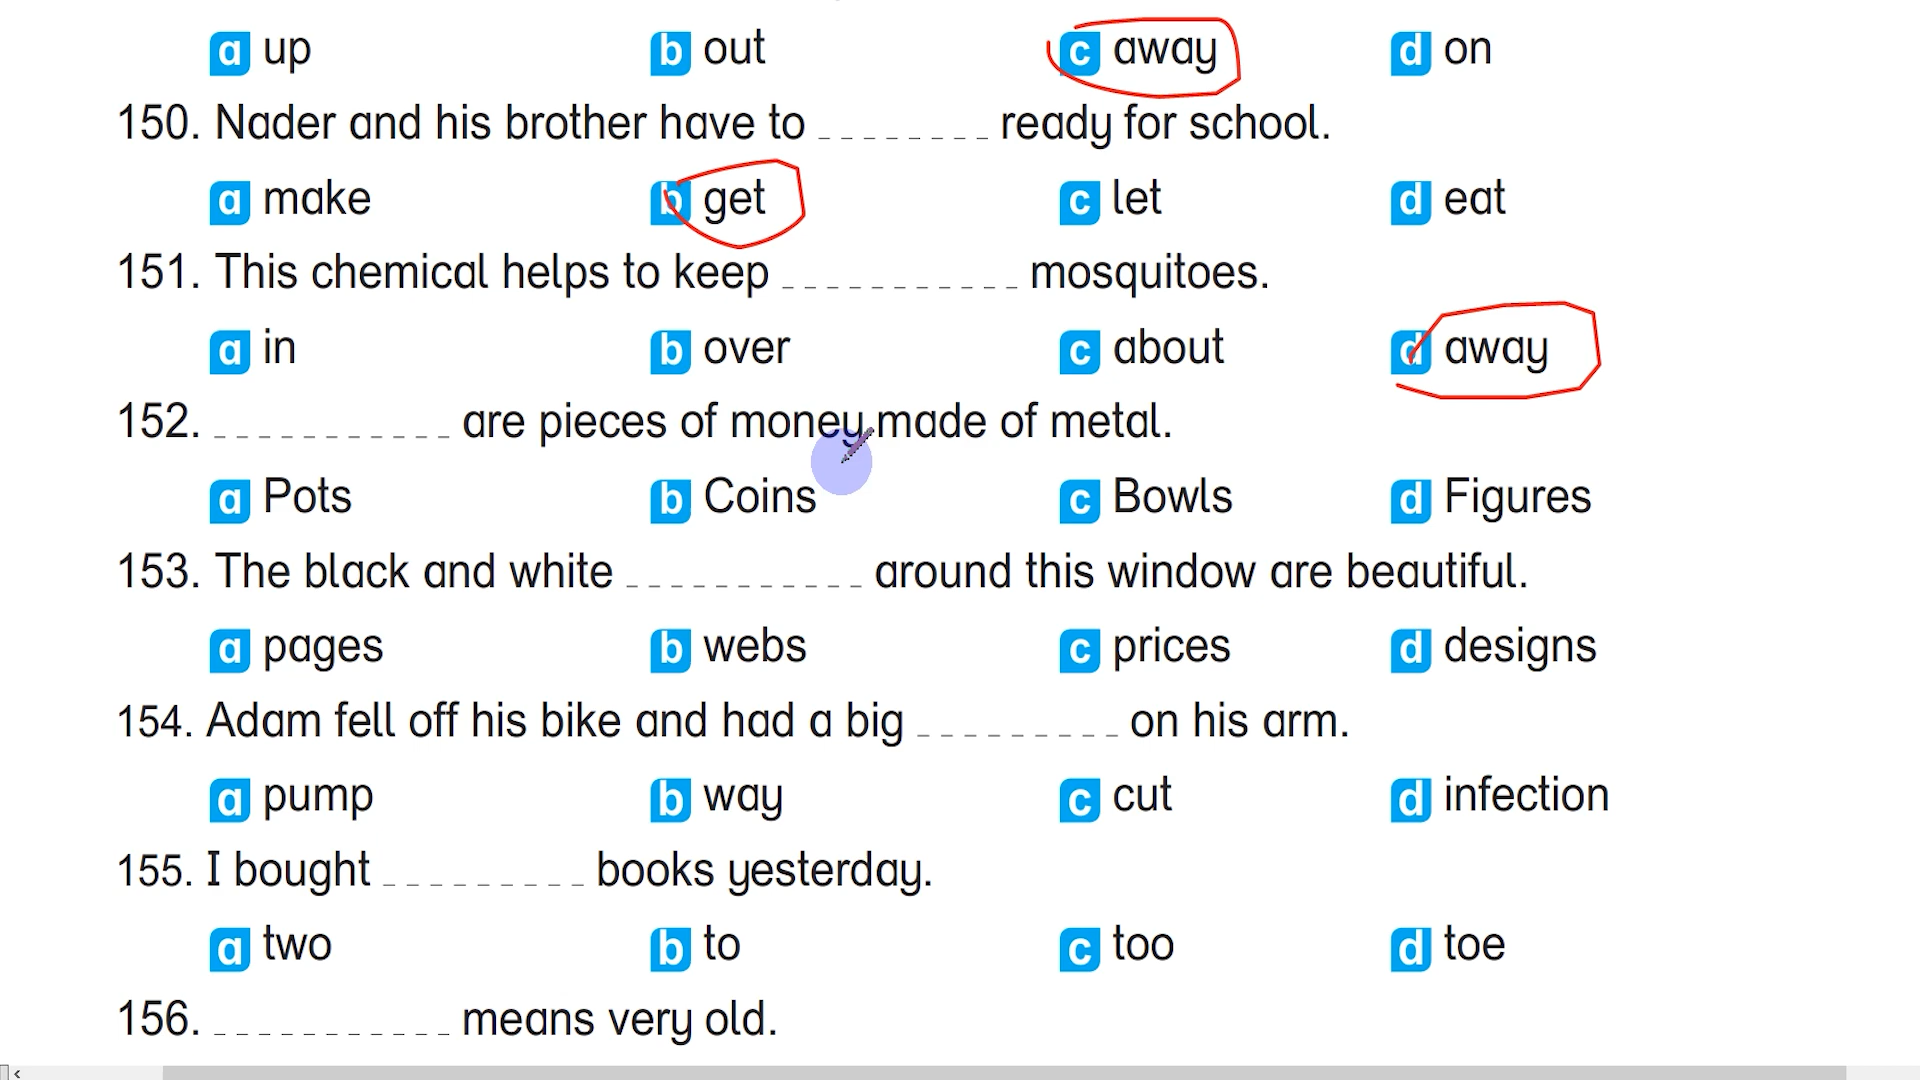 a up b out c away d on
150. Nader and his brother have to ________ ready for school.
a make b get c let d eat
151. This chemical helps to keep ___________ mosquitoes.
a in b over c about d away
152. ___________ are pieces of money made of metal.
a Pots b Coins c Bowls d Figures
153. The black and white ___________ around this window are beautiful.
a pages b webs c prices d designs
154. Adam fell off his bike and had a big _________ on his arm.
a pump b way c cut d infection
155. I bought _________ books yesterday.
a two b to c too d toe
156. ___________ means very old.